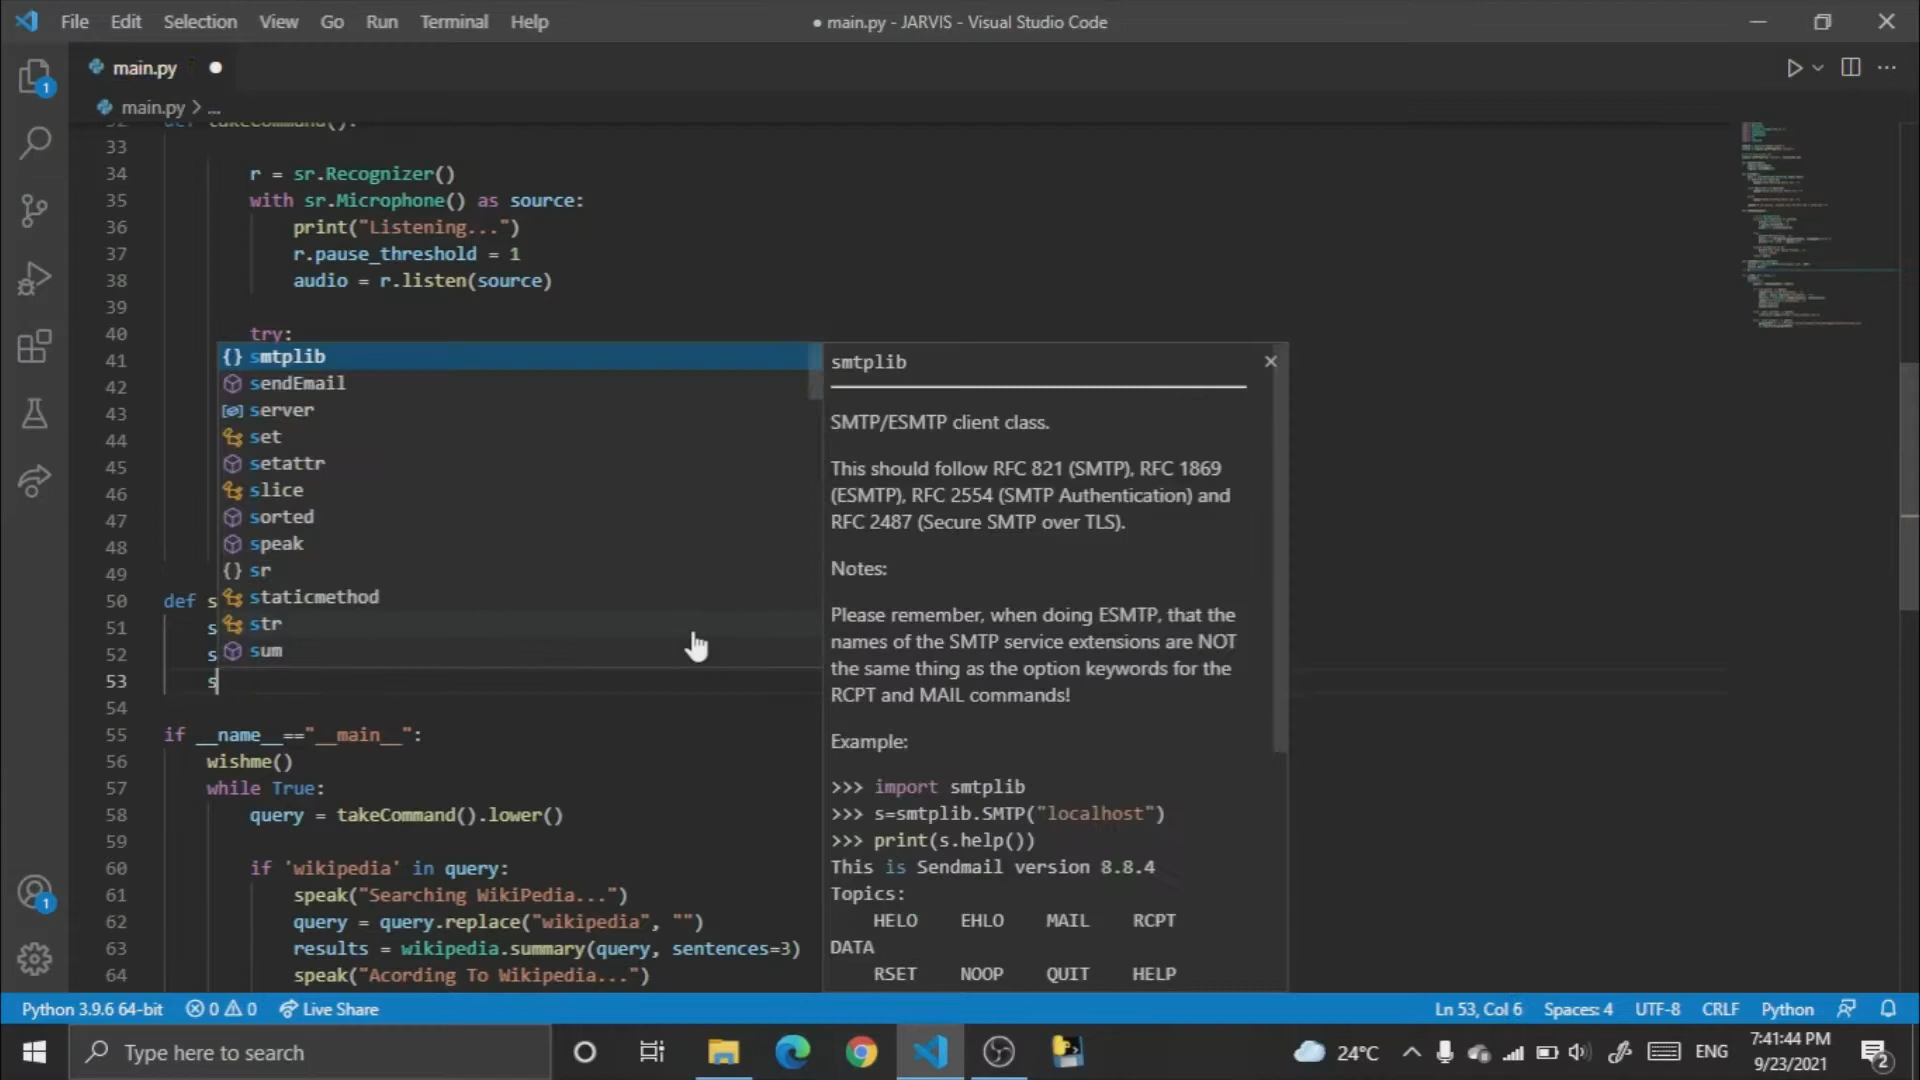 File Edit Selection View Go Run Terminal Help
● main.py - JARVIS - Visual Studio Code
1
main.py ●
main.py > ...
33
34 r = sr.Recognizer()
35 with sr.Microphone() as source:
36 print("Listening...")
37 r.pause_threshold = 1
38 audio = r.listen(source)
39
40 try:
41
42
43
44
45
46
47
48
49
50 def s
51 s
52 s
53 s
54
55 if __name__=="__main__":
56 wishme()
57 while True:
58 query = takeCommand().lower()
59
60 if 'wikipedia' in query:
61 speak("Searching WikiPedia...")
62 query = query.replace("wikipedia", "")
63 results = wikipedia.summary(query, sentences=3)
64 speak("Acording To Wikipedia...")
{} smtplib
sendEmail
server
set
setattr
slice
sorted
speak
{} sr
staticmethod
str
sum
smtplib
SMTP/ESMTP client class.
This should follow RFC 821 (SMTP), RFC 1869
(ESMTP), RFC 2554 (SMTP Authentication) and
RFC 2487 (Secure SMTP over TLS).
Notes:
Please remember, when doing ESMTP, that the
names of the SMTP service extensions are NOT
the same thing as the option keywords for the
RCPT and MAIL commands!
Example:
>>> import smtplib
>>> s=smtplib.SMTP("localhost")
>>> print(s.help())
This is Sendmail version 8.8.4
Topics:
HELO EHLO MAIL RCPT
DATA
RSET NOOP QUIT HELP
1
Python 3.9.6 64-bit 0 0 Live Share
Ln 53, Col 6 Spaces: 4 UTF-8 CRLF Python
Type here to search
24°C ENG
7:41:44 PM
9/23/2021
2